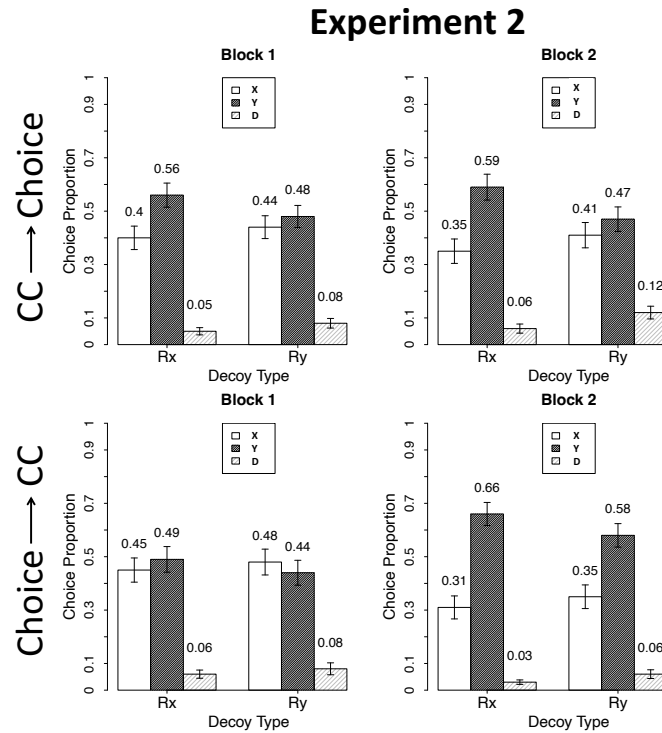 Experiment 2
CC → Choice
Block 1
Choice Proportion
1
0.9
0.7
0.5
0.3
0.1
0
X
Y
D
0.4
0.56
0.05
0.44
0.48
0.08
Rx
Ry
Decoy Type
Block 2
Choice Proportion
1
0.9
0.7
0.5
0.3
0.1
0
X
Y
D
0.35
0.59
0.06
0.41
0.47
0.12
Rx
Ry
Decoy Type
Choice → CC
Block 1
Choice Proportion
1
0.9
0.7
0.5
0.3
0.1
0
X
Y
D
0.45
0.49
0.06
0.48
0.44
0.08
Rx
Ry
Decoy Type
Block 2
Choice Proportion
1
0.9
0.7
0.5
0.3
0.1
0
X
Y
D
0.31
0.66
0.03
0.35
0.58
0.06
Rx
Ry
Decoy Type